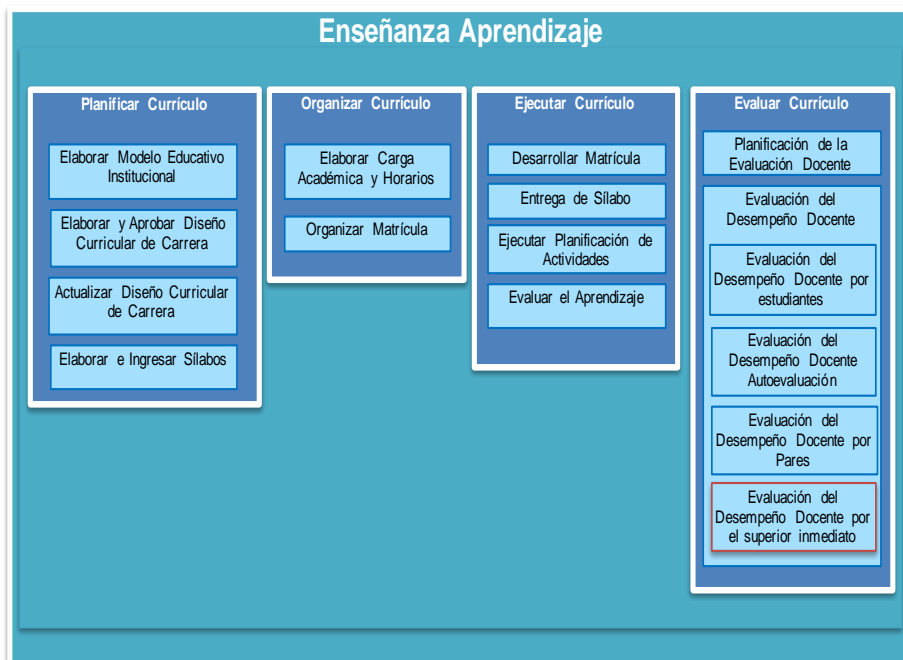 Enseñanza Aprendizaje
Planificar Currículo
Elaborar Modelo Educativo
Institucional
Elaborar y Aprobar Diseño
Curricular de Carrera
Actualizar Diseño Curricular
de Carrera
Elaborar e Ingresar Sílabos
Organizar Currículo
Elaborar Carga
Académica y Horarios
Organizar Matrícula
Ejecutar Currículo
Desarrollar Matrícula
Entrega de Sílabo
Ejecutar Planificación de
Actividades
Evaluar el Aprendizaje
Evaluar Currículo
Planificación de la
Evaluación Docente
Evaluación del
Desempeño Docente
Evaluación del
Desempeño Docente por
estudiantes
Evaluación del
Desempeño Docente
Autoevaluación
Evaluación del
Desempeño Docente por
Pares
Evaluación del
Desempeño Docente por
el superior inmediato